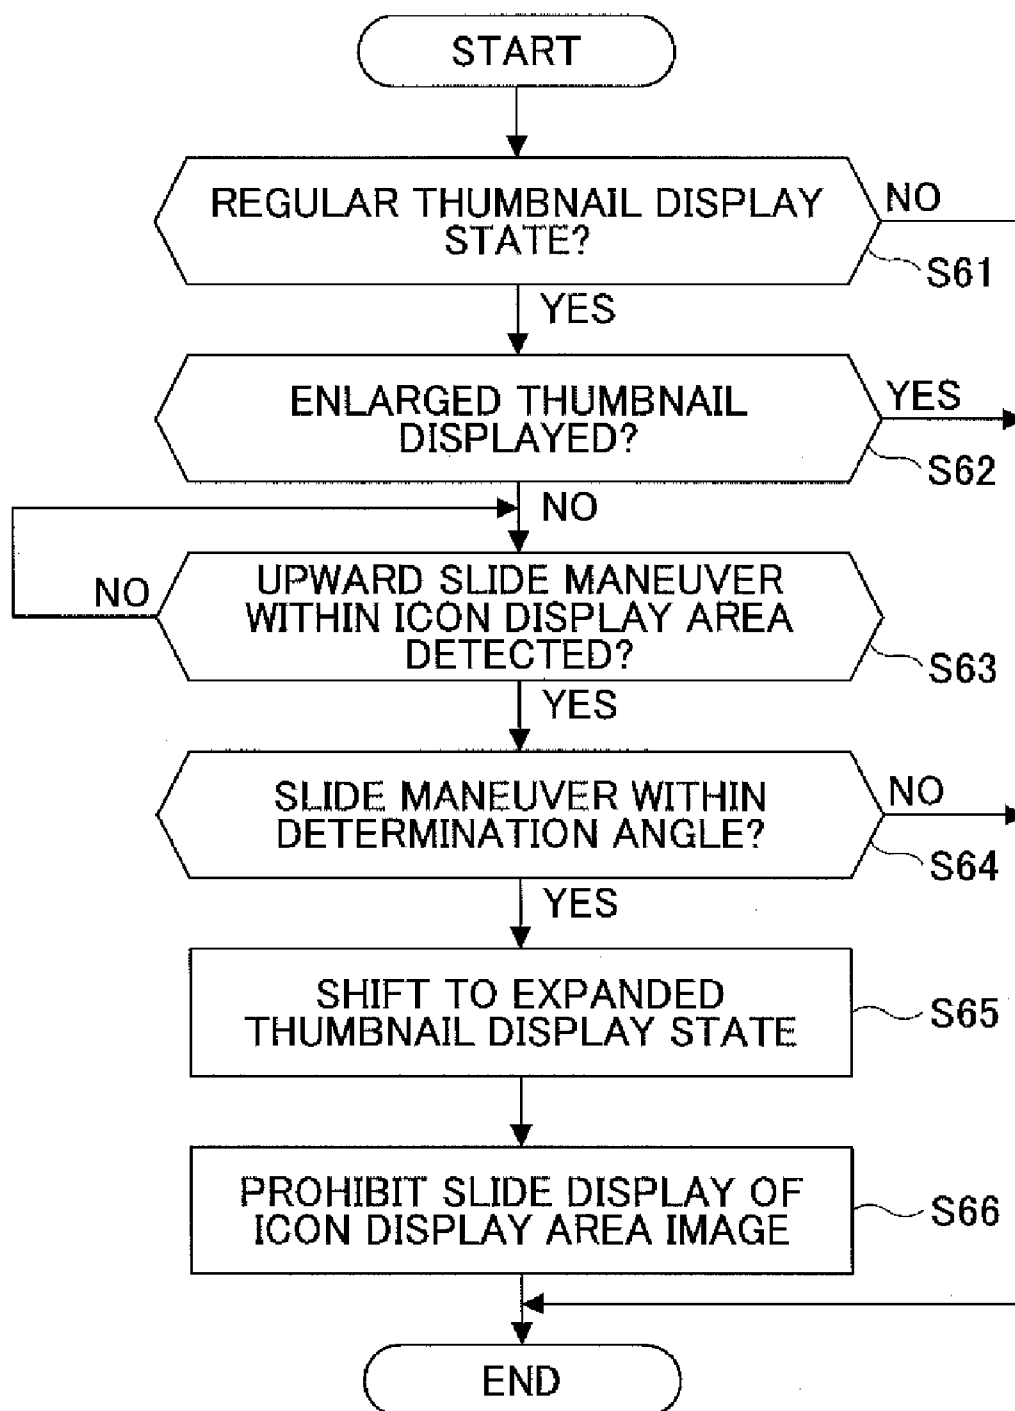 START
REGULAR THUMBNAIL DISPLAY
STATE?
NO
S61
YES
ENLARGED THUMBNAIL
DISPLAYED?
YES
S62
NO
UPWARD SLIDE MANEUVER
WITHIN ICON DISPLAY AREA
DETECTED?
NO
S63
YES
SLIDE MANEUVER WITHIN
DETERMINATION ANGLE?
NO
S64
YES
SHIFT TO EXPANDED
THUMBNAIL DISPLAY STATE
S65
PROHIBIT SLIDE DISPLAY OF
ICON DISPLAY AREA IMAGE
S66
END